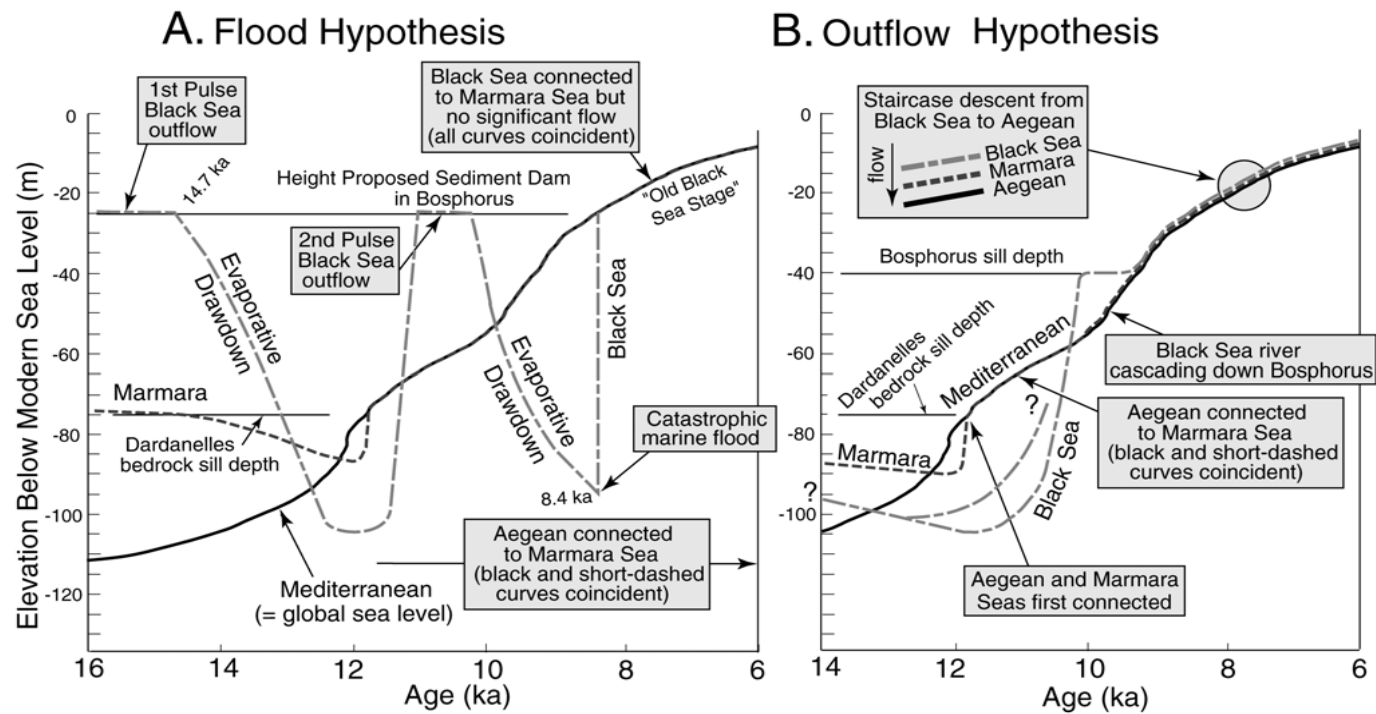 A. Flood Hypothesis
1st Pulse
Black Sea
outflow
14.7 ka
Black Sea connected
to Marmara Sea but
no significant flow
(all curves coincident)
Height Proposed Sediment Dam
in Bosphorus
"Old Black
Sea Stage"
2nd Pulse
Black Sea
outflow
Evaporative
Drawdown
Evaporative
Drawdown
Black Sea
Marmara
Dardanelles
bedrock sill depth
Catastrophic
marine flood
8.4 ka
Aegean connected
to Marmara Sea
(black and short-dashed
curves coincident)
Mediterranean
(= global sea level)
Elevation Below Modern Sea Level (m)
0
-20
-40
-60
-80
-100
-120
16
14
12
10
8
6
Age (ka)
B. Outflow Hypothesis
Staircase descent from
Black Sea to Aegean
flow
Black Sea
Marmara
Aegean
Bosphorus sill depth
Dardanelles
bedrock sill depth
Mediterranean
Black Sea river
cascading down Bosphorus
?
Marmara
Black Sea
?
Aegean connected
to Marmara Sea
(black and short-dashed
curves coincident)
Aegean and Marmara
Seas first connected
0
-20
-40
-60
-80
-100
14
12
10
8
6
Age (ka)